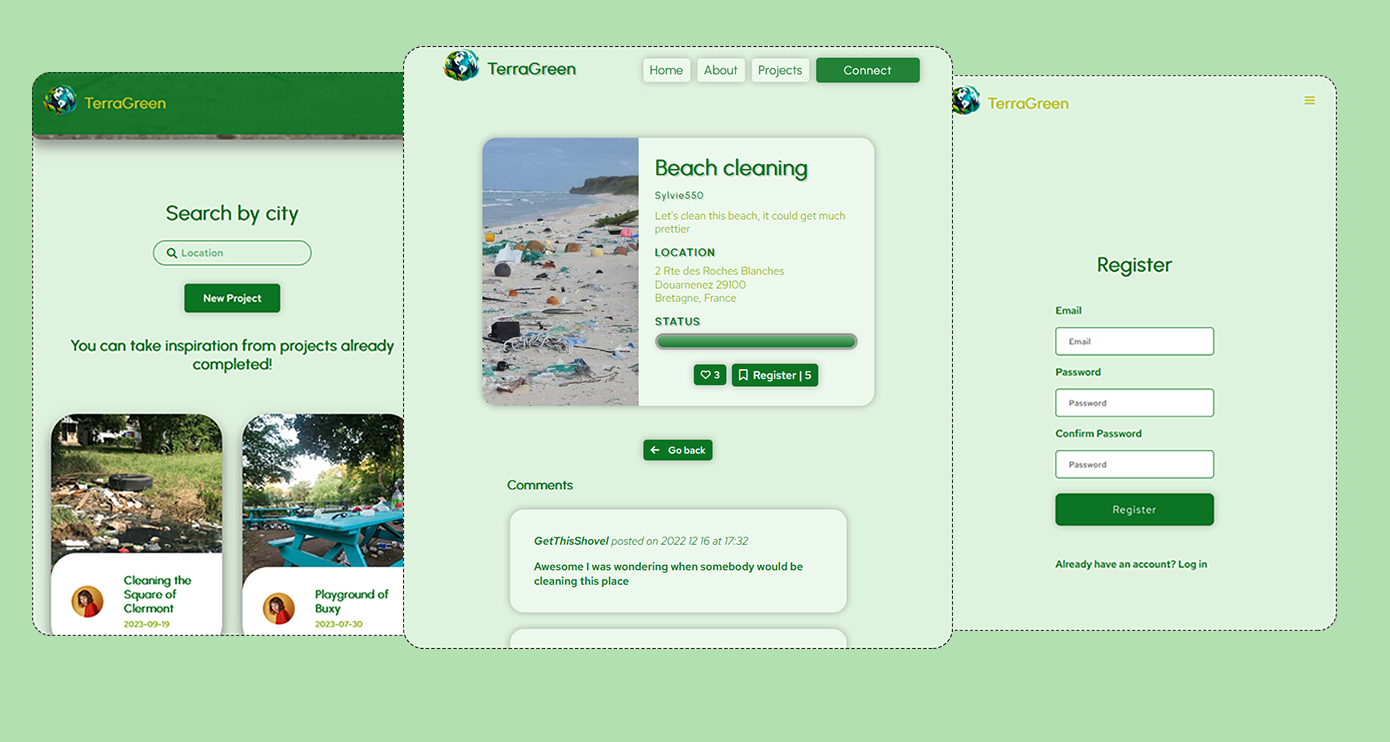 TerraGreen
Search by city
Location
New Project
You can take inspiration from projects already
completed!
Cleaning the
Square of
Clermont
2023-09-19
Playground of
Buxy
2023-07-30
TerraGreen
Home About Projects Connect
Beach cleaning
Sylvie550
Let's clean this beach, it could get much
prettier
LOCATION
2 Rte des Roches Blanches
Douarnenez 29100
Bretagne, France
STATUS
3 Register | 5
Go back
Comments
GetThisShovel posted on 2022 12 16 at 17:32
Awesome I was wondering when somebody would be
cleaning this place
TerraGreen
Register
Email
Email
Password
Password
Confirm Password
Password
Register
Already have an account? Log in